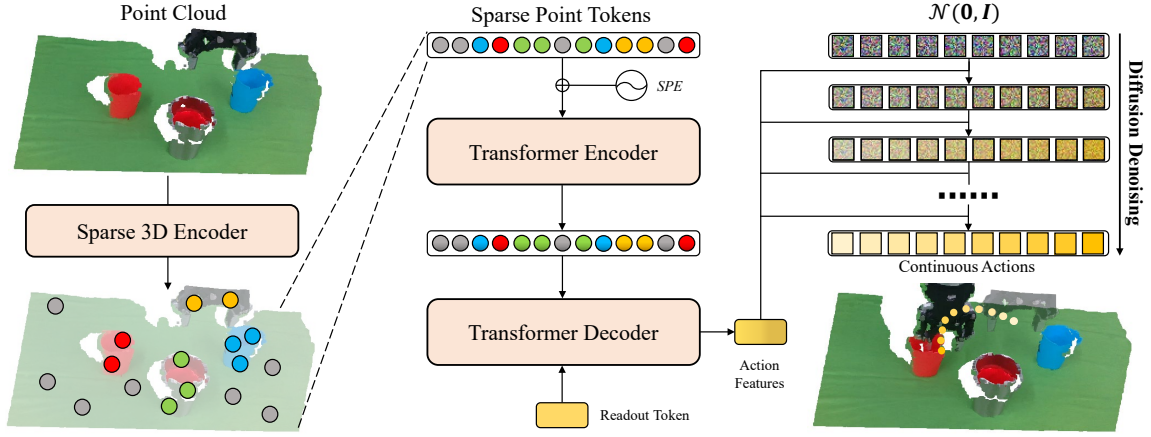 Point Cloud
Sparse 3D Encoder
Sparse Point Tokens
SPE
Transformer Encoder
Transformer Decoder
Readout Token
Action
Features
𝒩(𝟎, 𝑰)
Diffusion Denoising
Continuous Actions